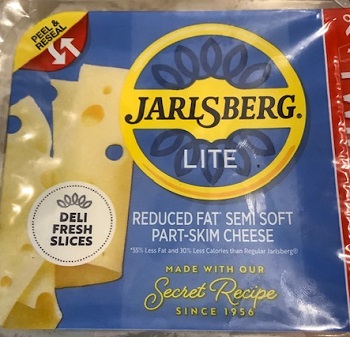 PEEL &
RESEAL
JARLSBERG.
LITE
DELI
FRESH
SLICES
REDUCED FAT* SEMI SOFT
PART-SKIM CHEESE
*55% Less Fat and 30% Less Calories than Regular Jarlsberg®
MADE WITH OUR
Secret Recipe
SINCE 1956